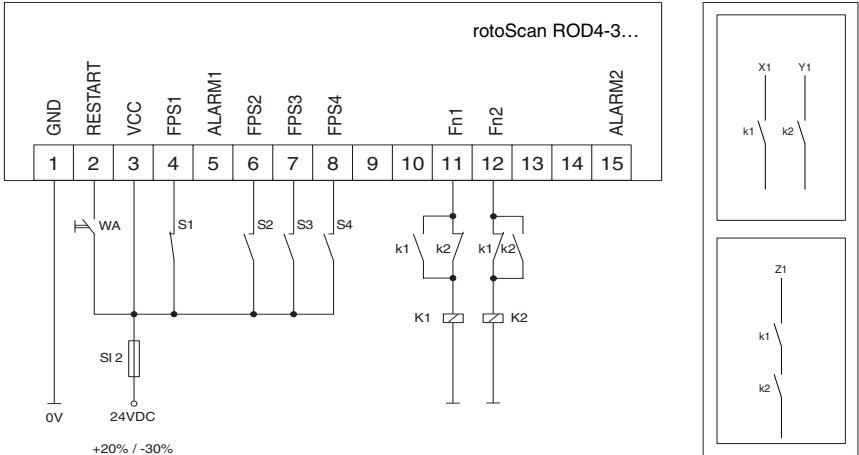 rotoScan ROD4-3…
GND
RESTART
VCC
FPS1
ALARM1
FPS2
FPS3
FPS4
Fn1
Fn2
ALARM2
1 2 3 4 5 6 7 8 9 10 11 12 13 14 15
WA S1 S2 S3 S4
k1 k2 k1 k2
K1 K2
SI 2
0V 24VDC
+20% / -30%
X1 Y1
k1 k2
Z1
k1
k2